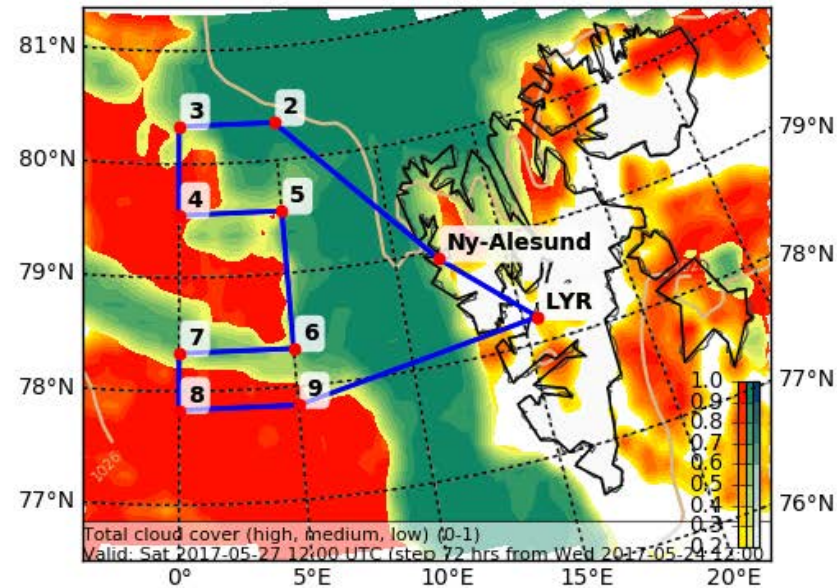 81°N
80°N
79°N
78°N
77°N
79°N
78°N
77°N
76°N
3
2
4
5
Ny-Alesund
LYR
7
6
8
9
1026
1.0
0.9
0.8
0.7
0.6
0.5
0.4
0.3
0.2
Total cloud cover (high, medium, low) (0-1)
Valid: Sat 2017-05-27 12:00 UTC (step 72 hrs from Wed 2017-05-24 12:00
0°
5°E
10°E
15°E
20°E